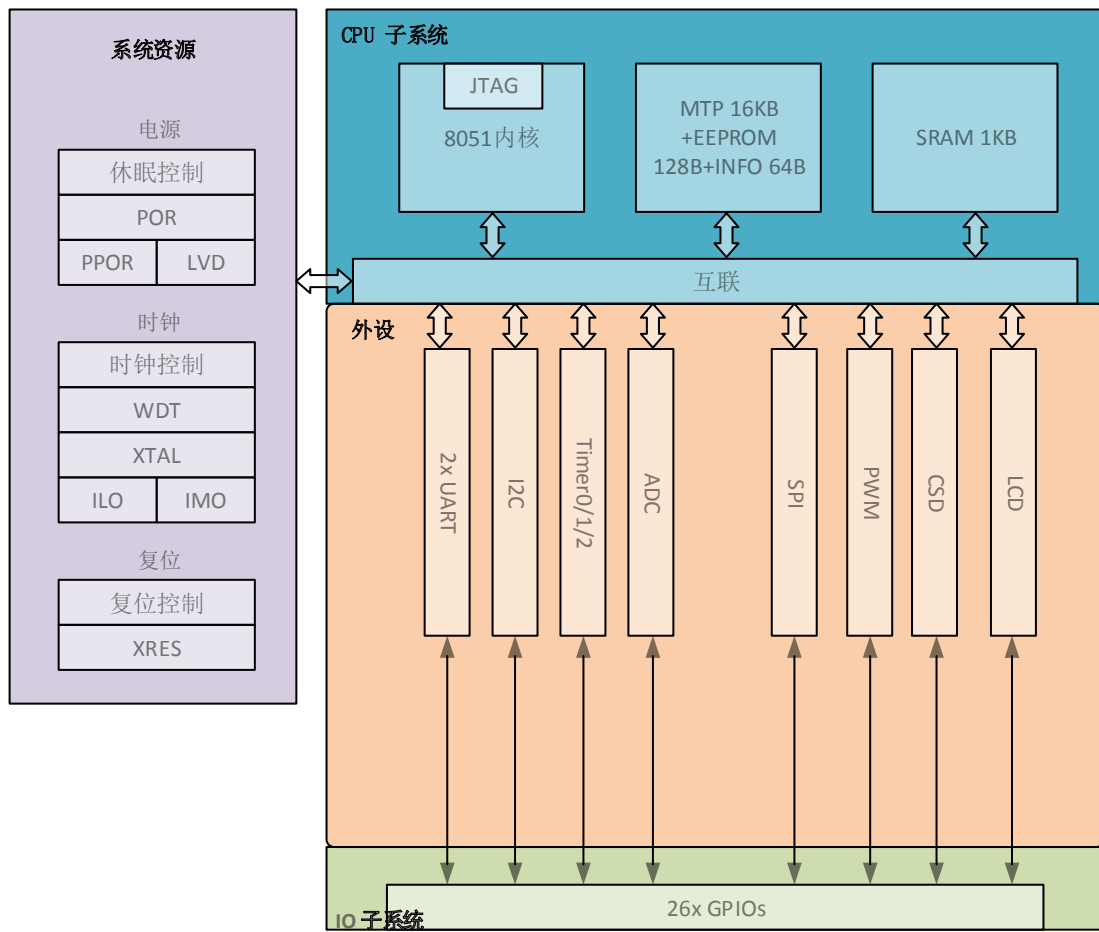 系统资源
电源
休眠控制
POR
PPOR
LVD
时钟
时钟控制
WDT
XTAL
ILO
IMO
复位
复位控制
XRES
CPU 子系统
JTAG
8051内核
MTP 16KB
+EEPROM
128B+INFO 64B
SRAM 1KB
互联
外设
2x UART
I2C
Timer0/1/2
ADC
SPI
PWM
CSD
LCD
26x GPIOs
IO 子系统